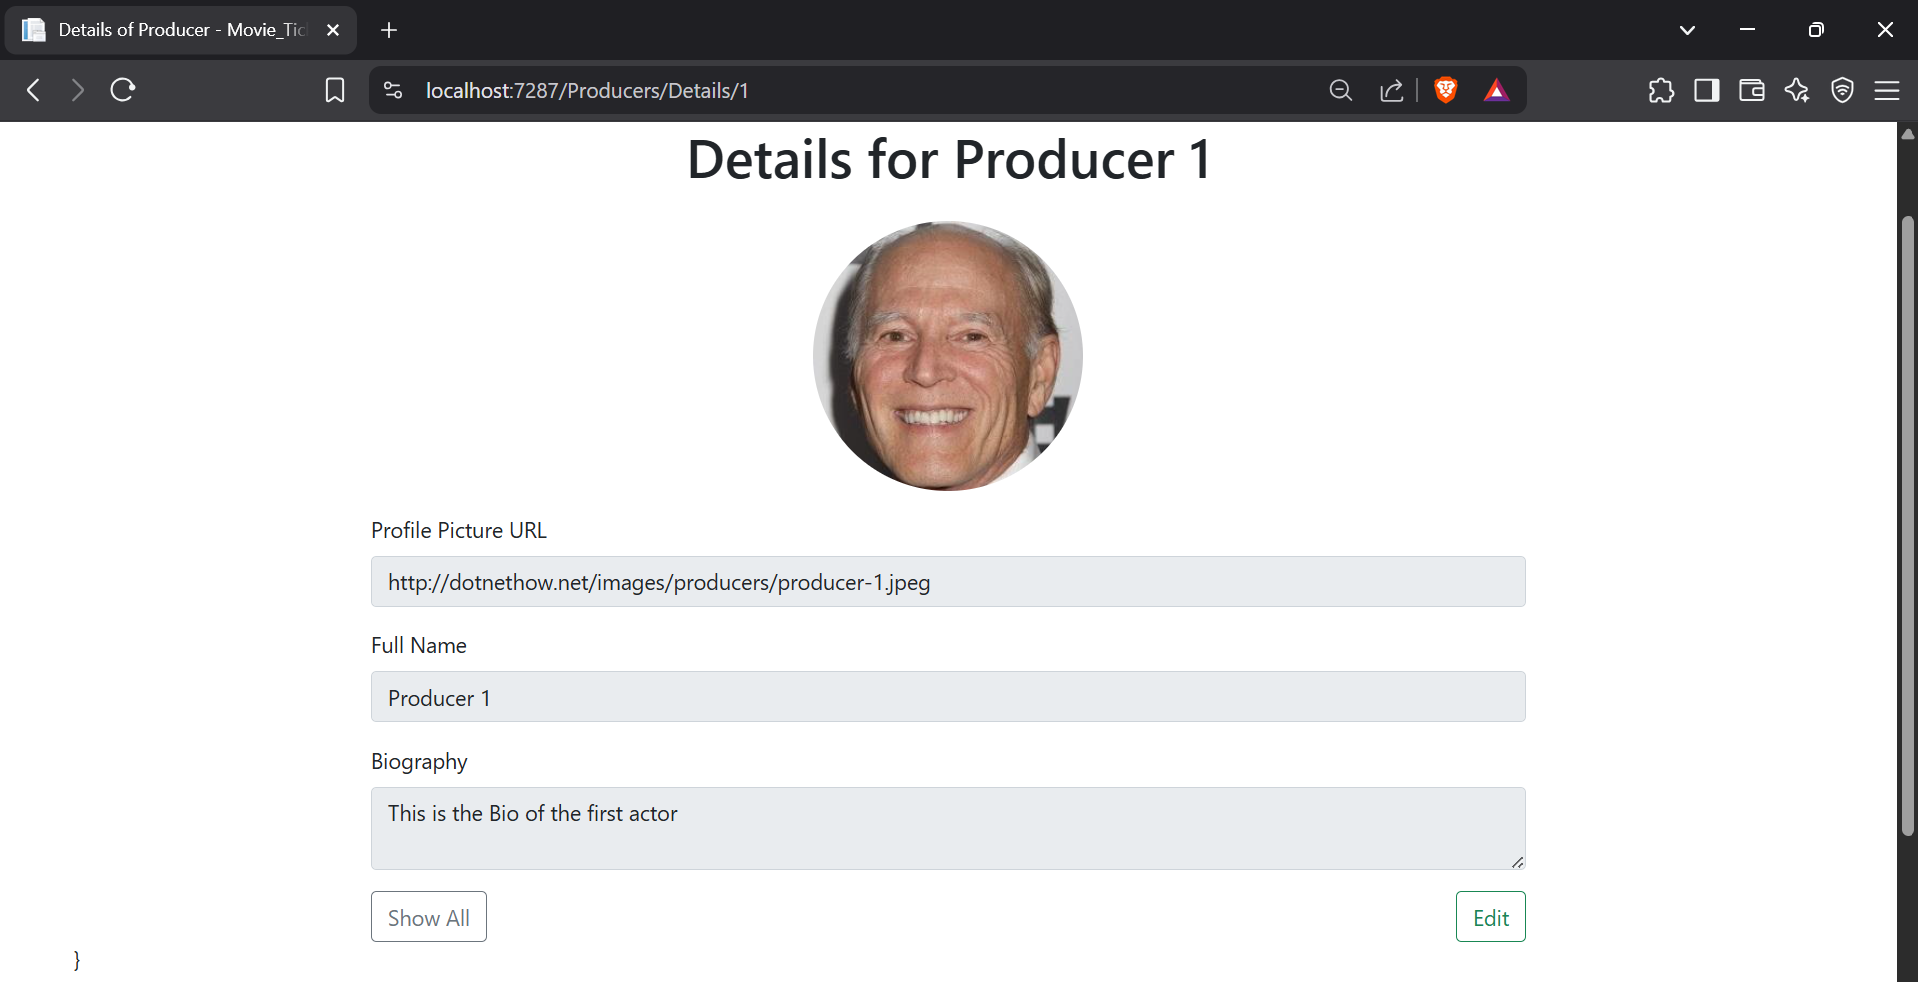 Details of Producer - Movie_Tic
localhost:7287/Producers/Details/1
Details for Producer 1
Profile Picture URL
http://dotnethow.net/images/producers/producer-1.jpeg
Full Name
Producer 1
Biography
This is the Bio of the first actor
Show All
Edit
}